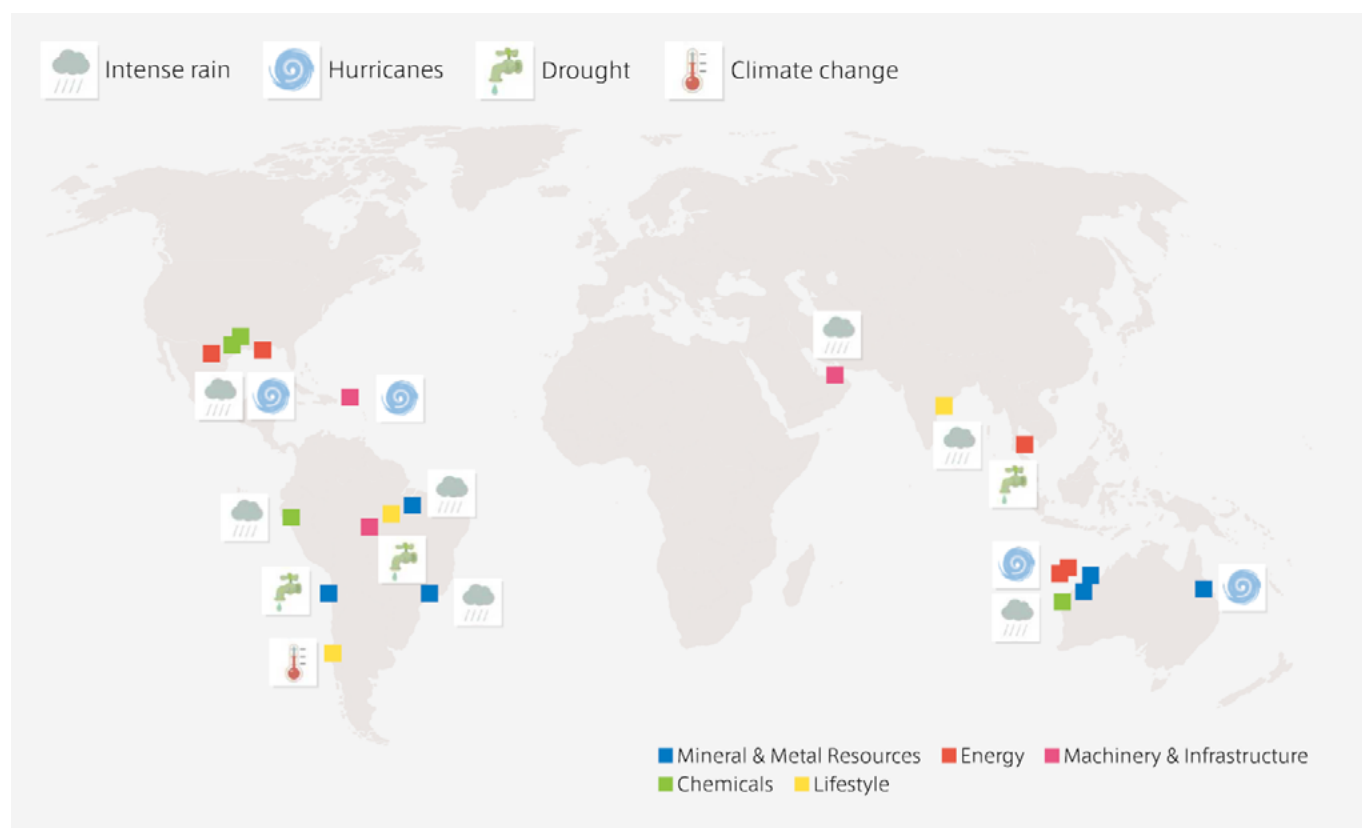 Intense rain Hurricanes Drought Climate change
Mineral & Metal Resources Energy Machinery & Infrastructure
Chemicals Lifestyle